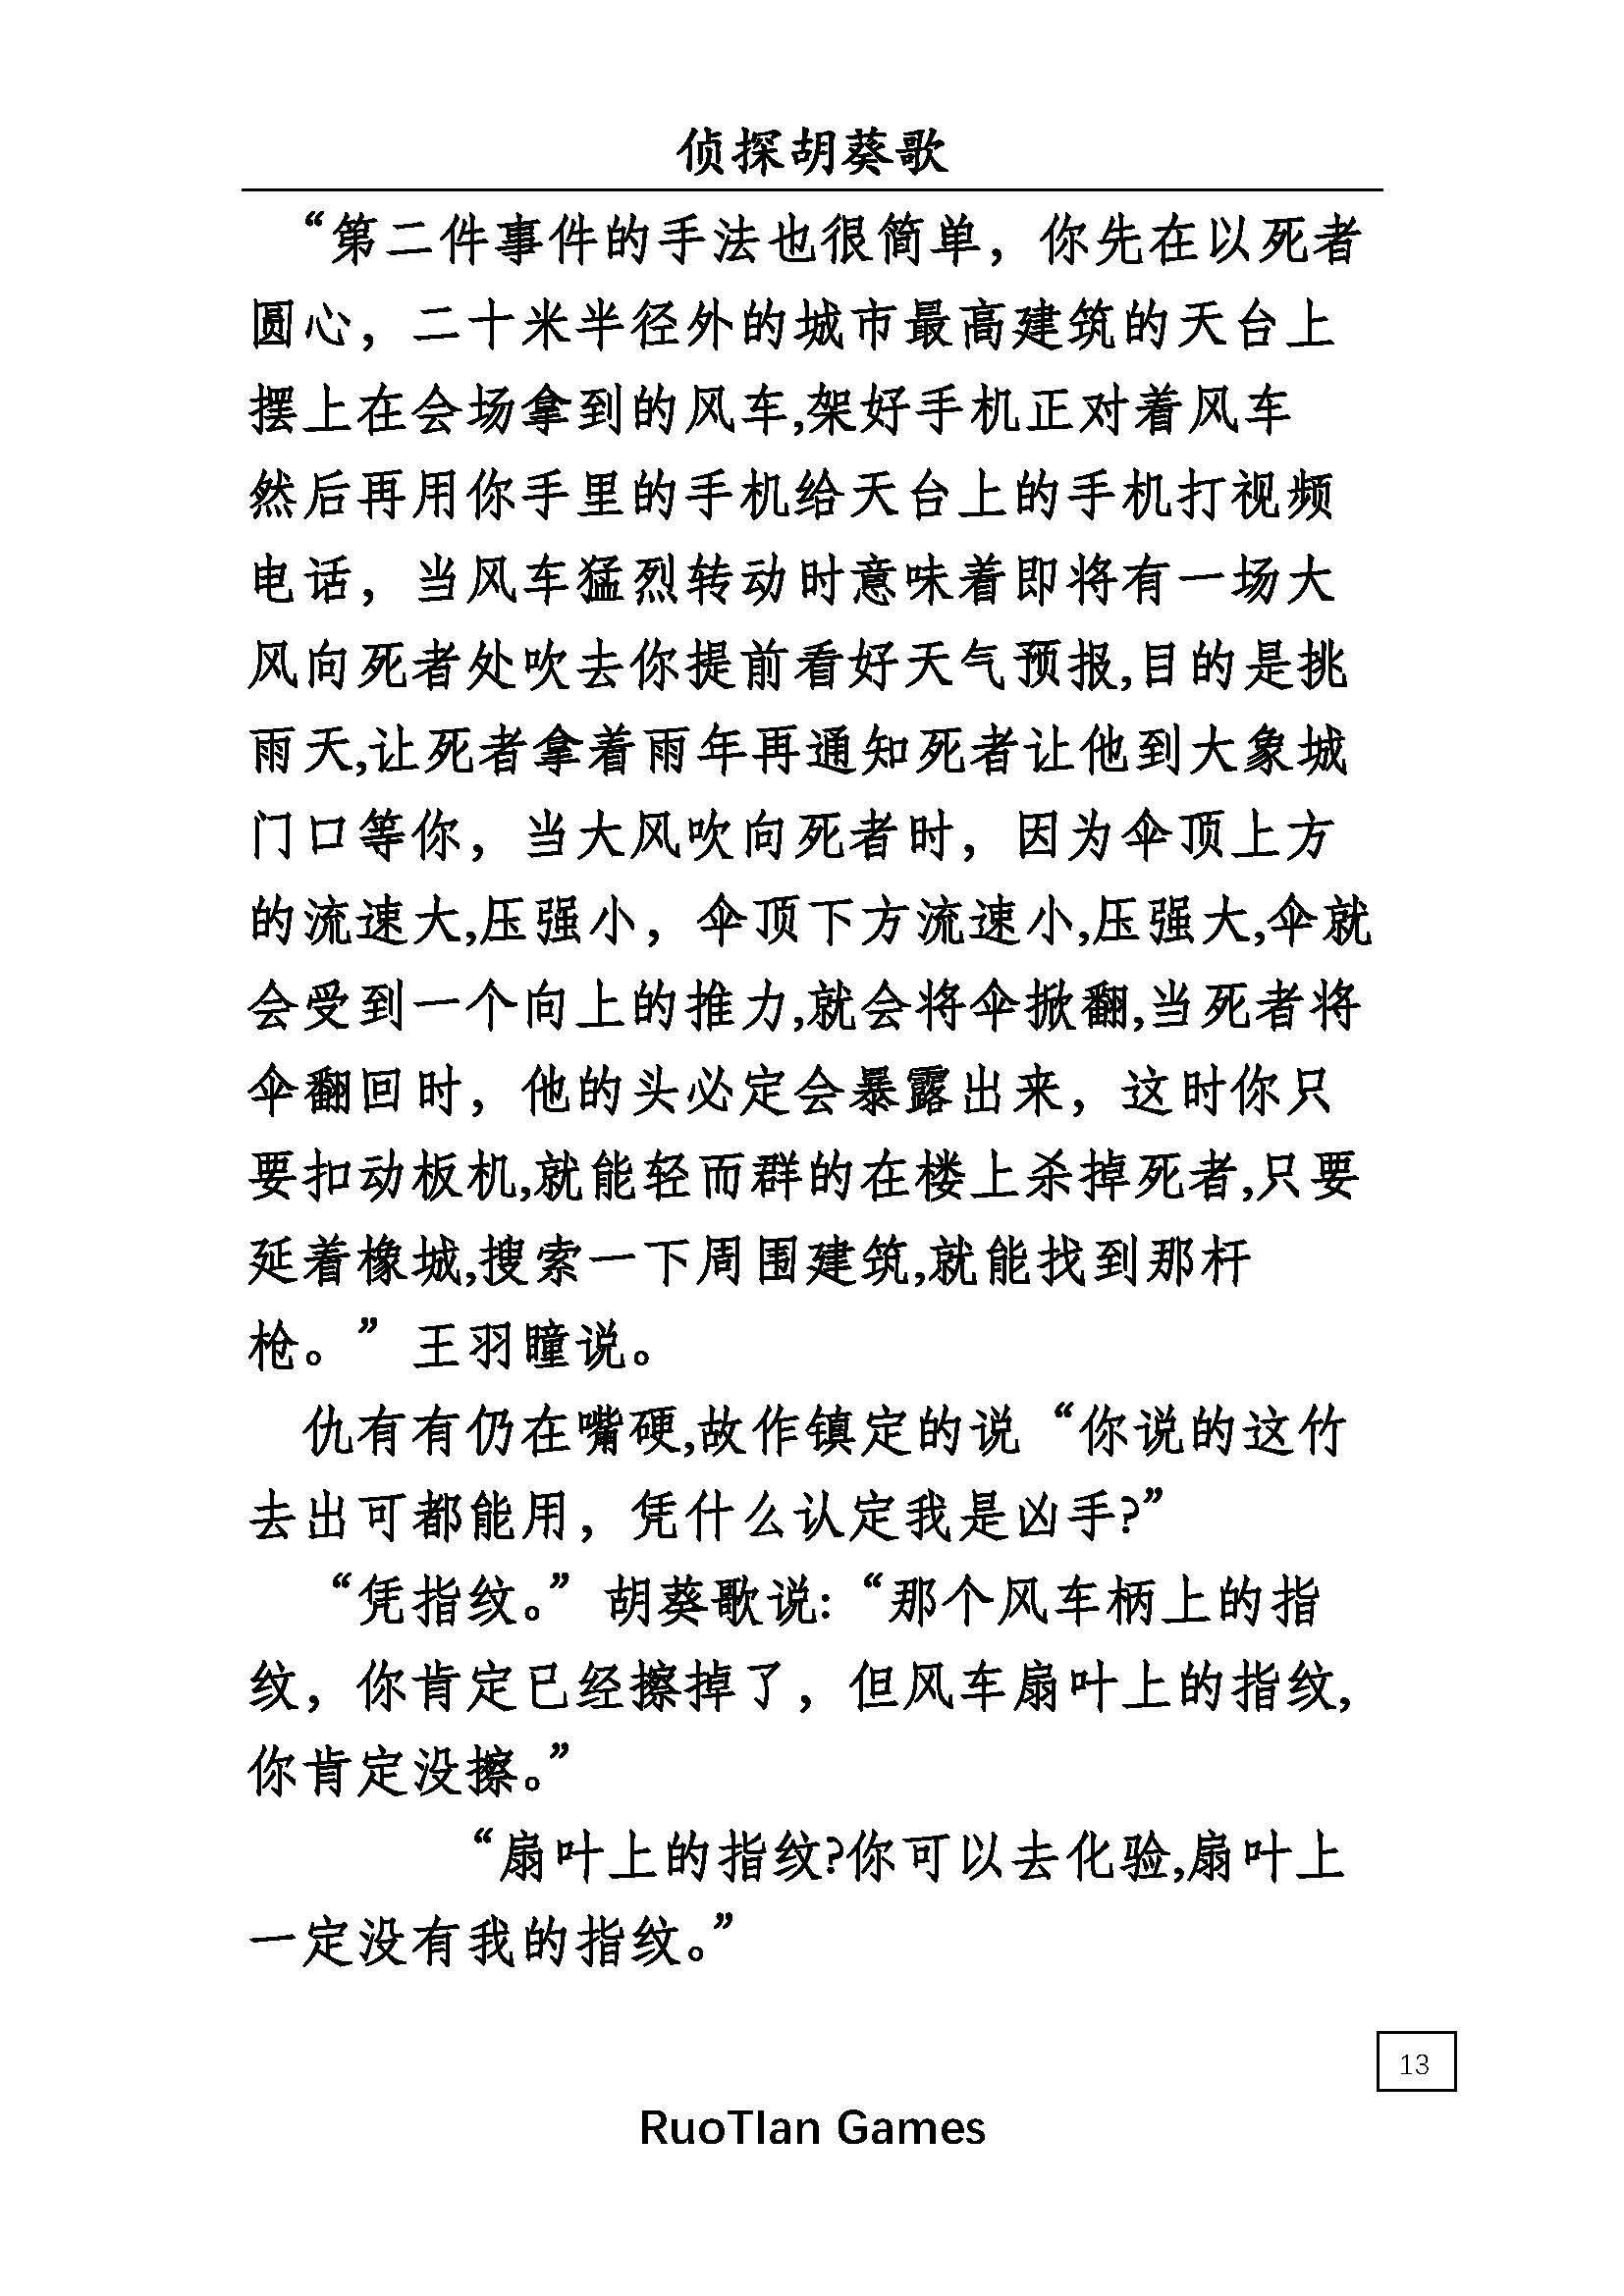 侦探胡葵歌
“第二件事件的手法也很简单，你先在以死者
圆心，二十米半径外的城市最高建筑的天台上
摆上在会场拿到的风车,架好手机正对着风车
然后再用你手里的手机给天台上的手机打视频
电话，当风车猛烈转动时意味着即将有一场大
风向死者处吹去你提前看好天气预报,目的是挑
雨天,让死者拿着雨年再通知死者让他到大象城
门口等你，当大风吹向死者时，因为伞顶上方
的流速大,压强小，伞顶下方流速小,压强大,伞就
会受到一个向上的推力,就会将伞掀翻,当死者将
伞翻回时，他的头必定会暴露出来，这时你只
要扣动板机,就能轻而群的在楼上杀掉死者,只要
延着橡城,搜索一下周围建筑,就能找到那杆
枪。”王羽瞳说。
仇有有仍在嘴硬,故作镇定的说“你说的这竹
去出可都能用，凭什么认定我是凶手?”
“凭指纹。”胡葵歌说:“那个风车柄上的指
纹，你肯定已经擦掉了，但风车扇叶上的指纹,
你肯定没擦。”
“扇叶上的指纹?你可以去化验,扇叶上
一定没有我的指纹。”
13
RuoTIan Games